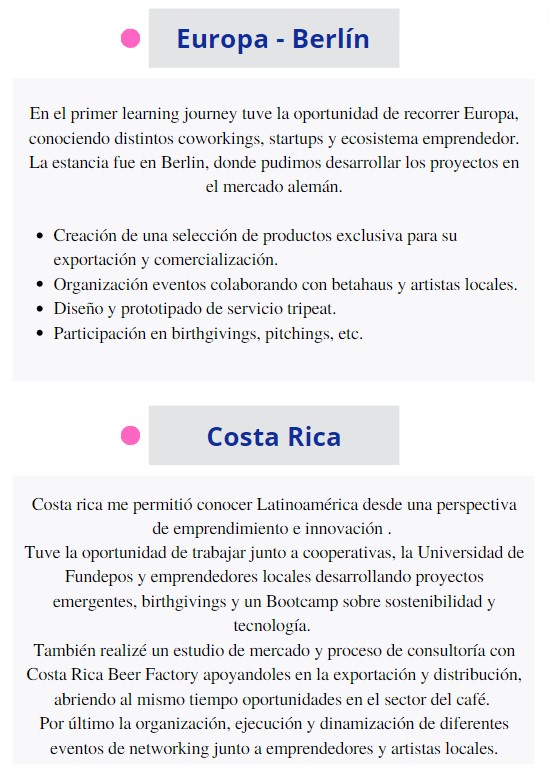 Europa - Berlín
En el primer learning journey tuve la oportunidad de recorrer Europa,
conociendo distintos coworkings, startups y ecosistema emprendedor.
La estancia fue en Berlin, donde pudimos desarrollar los proyectos en
el mercado alemán.
• Creación de una selección de productos exclusiva para su
exportación y comercialización.
• Organización eventos colaborando con betahaus y artistas locales.
• Diseño y prototipado de servicio tripeat.
• Participación en birthgivings, pitchings, etc.
Costa Rica
Costa rica me permitió conocer Latinoamérica desde una perspectiva
de emprendimiento e innovación .
Tuve la oportunidad de trabajar junto a cooperativas, la Universidad de
Fundepos y emprendedores locales desarrollando proyectos
emergentes, birthgivings y un Bootcamp sobre sostenibilidad y
tecnología.
También realizé un estudio de mercado y proceso de consultoría con
Costa Rica Beer Factory apoyandoles en la exportación y distribución,
abriendo al mismo tiempo oportunidades en el sector del café.
Por último la organización, ejecución y dinamización de diferentes
eventos de networking junto a emprendedores y artistas locales.